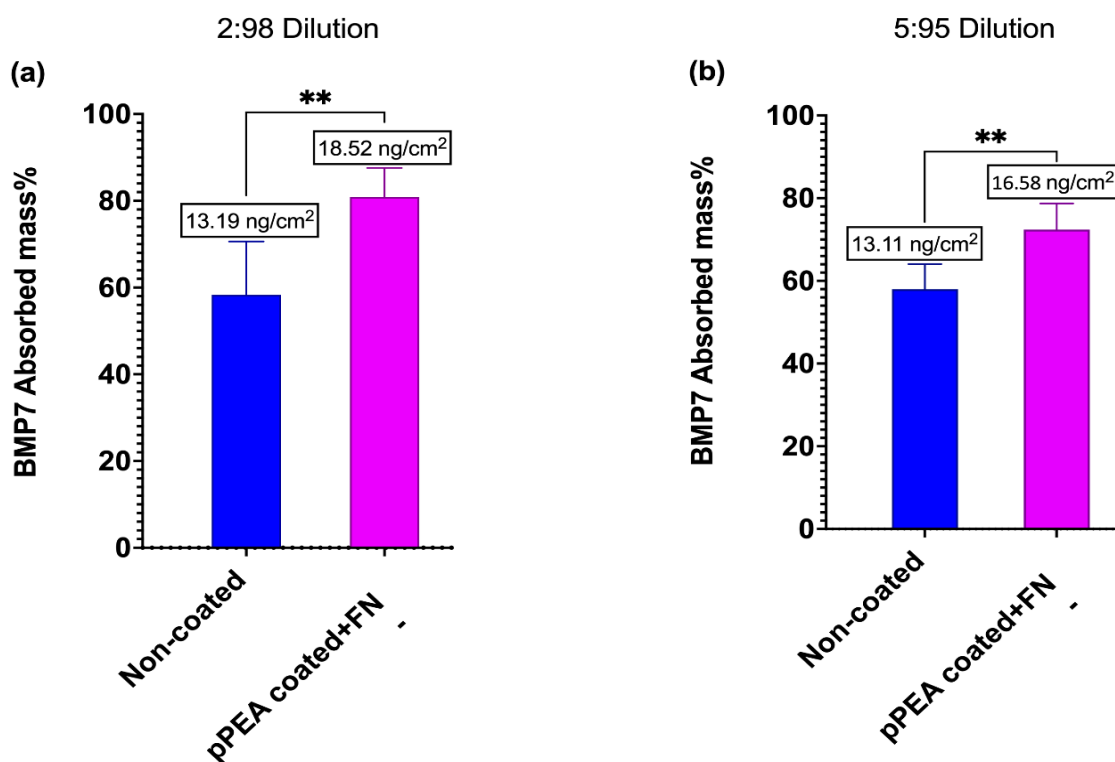 2:98 Dilution
(a)
**
100
80
60
40
20
0
BMP7 Absorbed mass%
13.19 ng/cm²
18.52 ng/cm²
Non-coated
pPEA coated+FN
-
5:95 Dilution
(b)
**
100
80
60
40
20
0
BMP7 Absorbed mass%
13.11 ng/cm²
16.58 ng/cm²
Non-coated
pPEA coated+FN
-